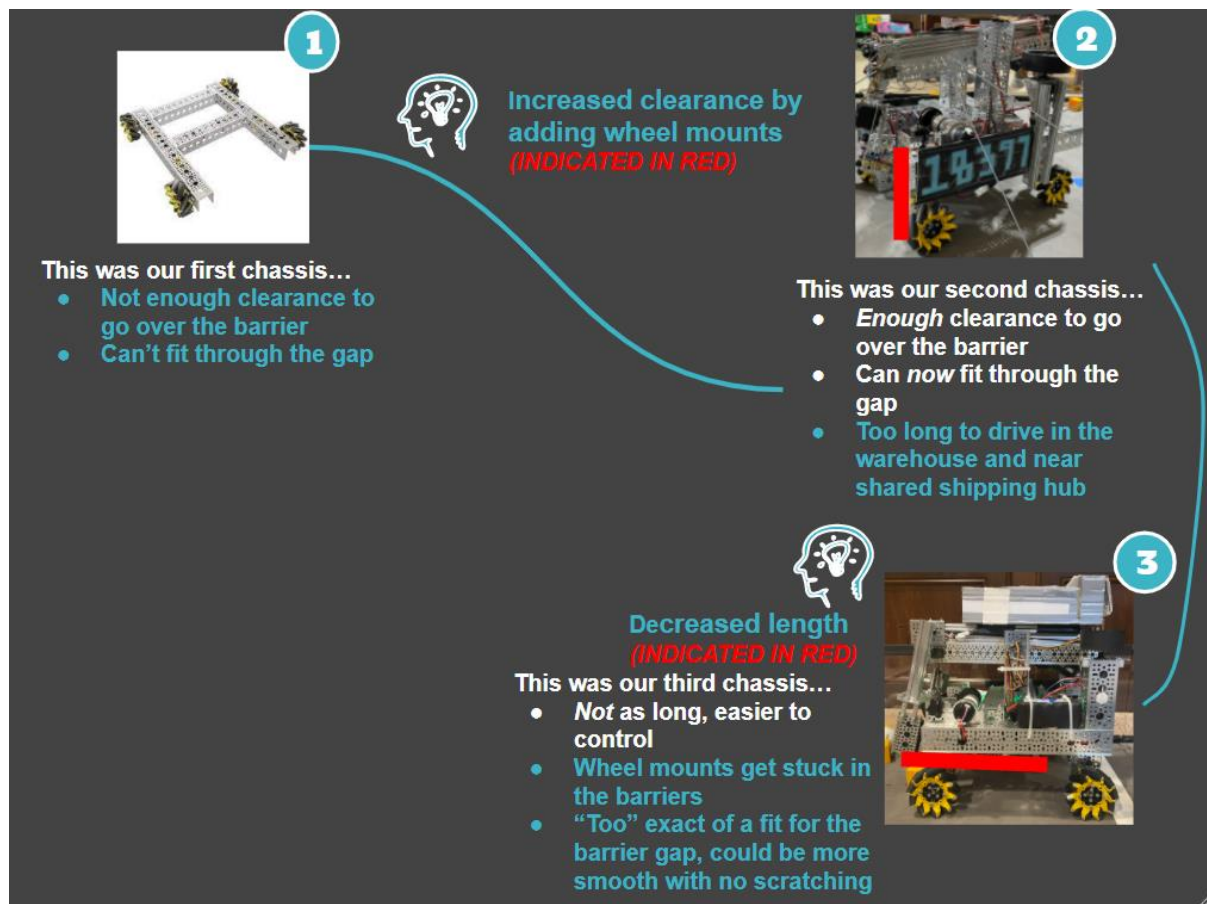 1
This was our first chassis…
● Not enough clearance to
go over the barrier
● Can't fit through the gap
Increased clearance by
adding wheel mounts
(INDICATED IN RED)
2
18397
This was our second chassis…
● Enough clearance to go
over the barrier
● Can now fit through the
gap
● Too long to drive in the
warehouse and near
shared shipping hub
3
Decreased length
(INDICATED IN RED)
This was our third chassis…
● Not as long, easier to
control
● Wheel mounts get stuck in
the barriers
● “Too” exact of a fit for the
barrier gap, could be more
smooth with no scratching